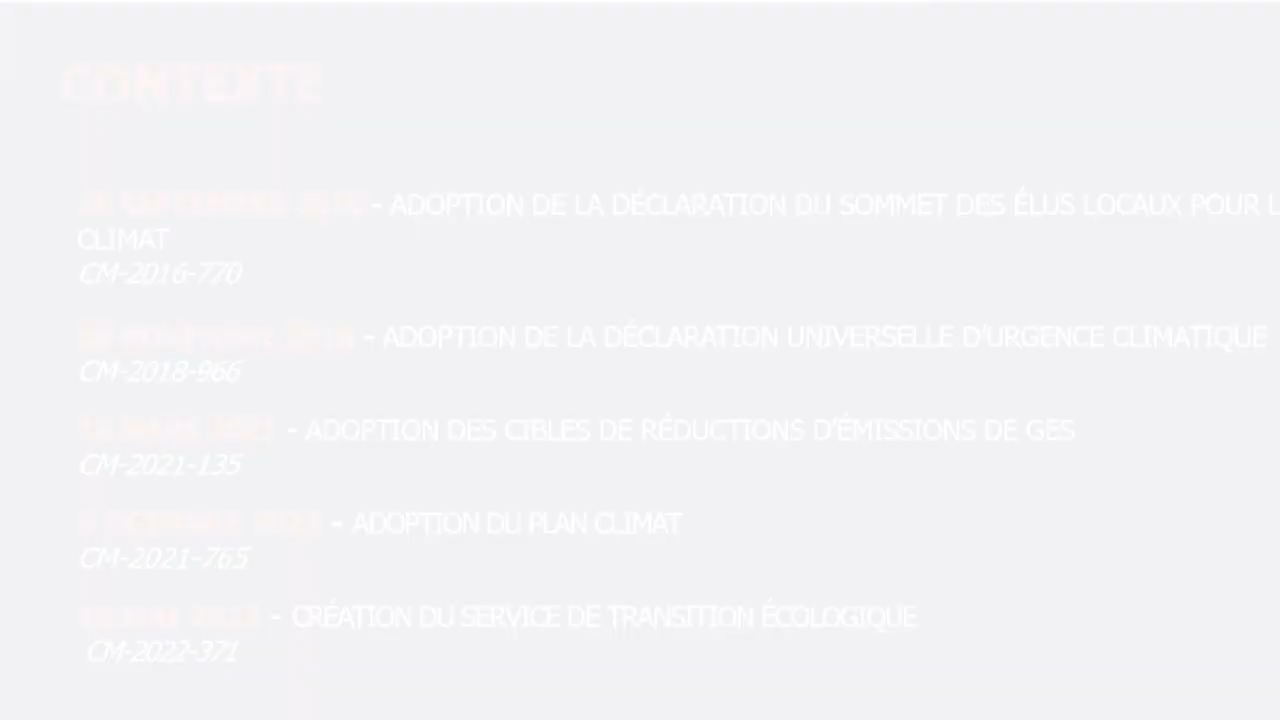 CONTEXTE
- ADOPTION DE LA DÉCLARATION DU SOMMET DES ÉLUS LOCAUX POUR L
CLIMAT
CM-2016-770
- ADOPTION DE LA DÉCLARATION UNIVERSELLE D'URGENCE CLIMATIQUE
CM-2018-966
- ADOPTION DES CIBLES DE RÉDUCTIONS D'ÉMISSIONS DE GES
CM-2021-135
- ADOPTION DU PLAN CLIMAT
CM-2021-765
- CRÉATION DU SERVICE DE TRANSITION ÉCOLOGIQUE
CM-2022-371